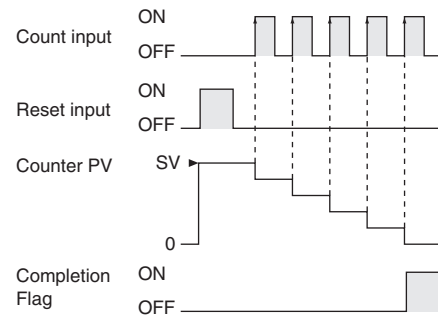 ON
Count input
OFF
ON
Reset input
OFF
Counter PV SV
0
ON
Completion
Flag
OFF